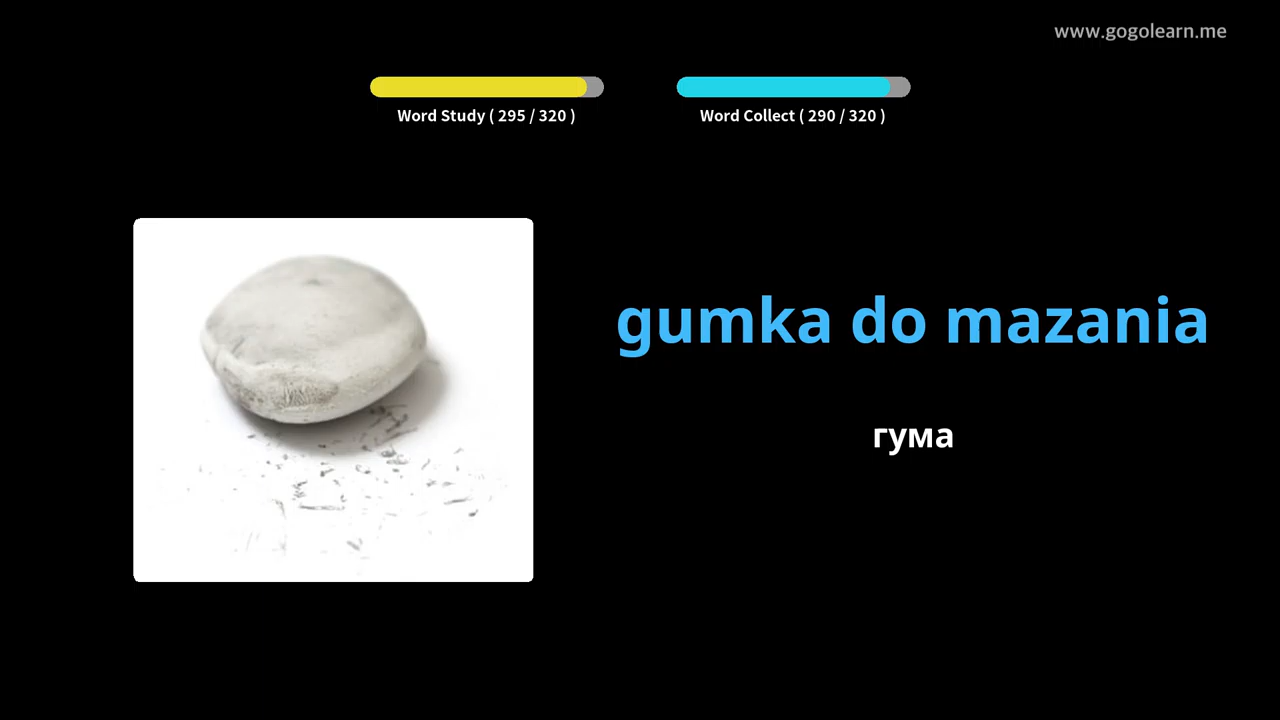 www.gogolearn.me
Word Study ( 295 / 320 )
Word Collect ( 290 / 320 )
gumka do mazania
гума